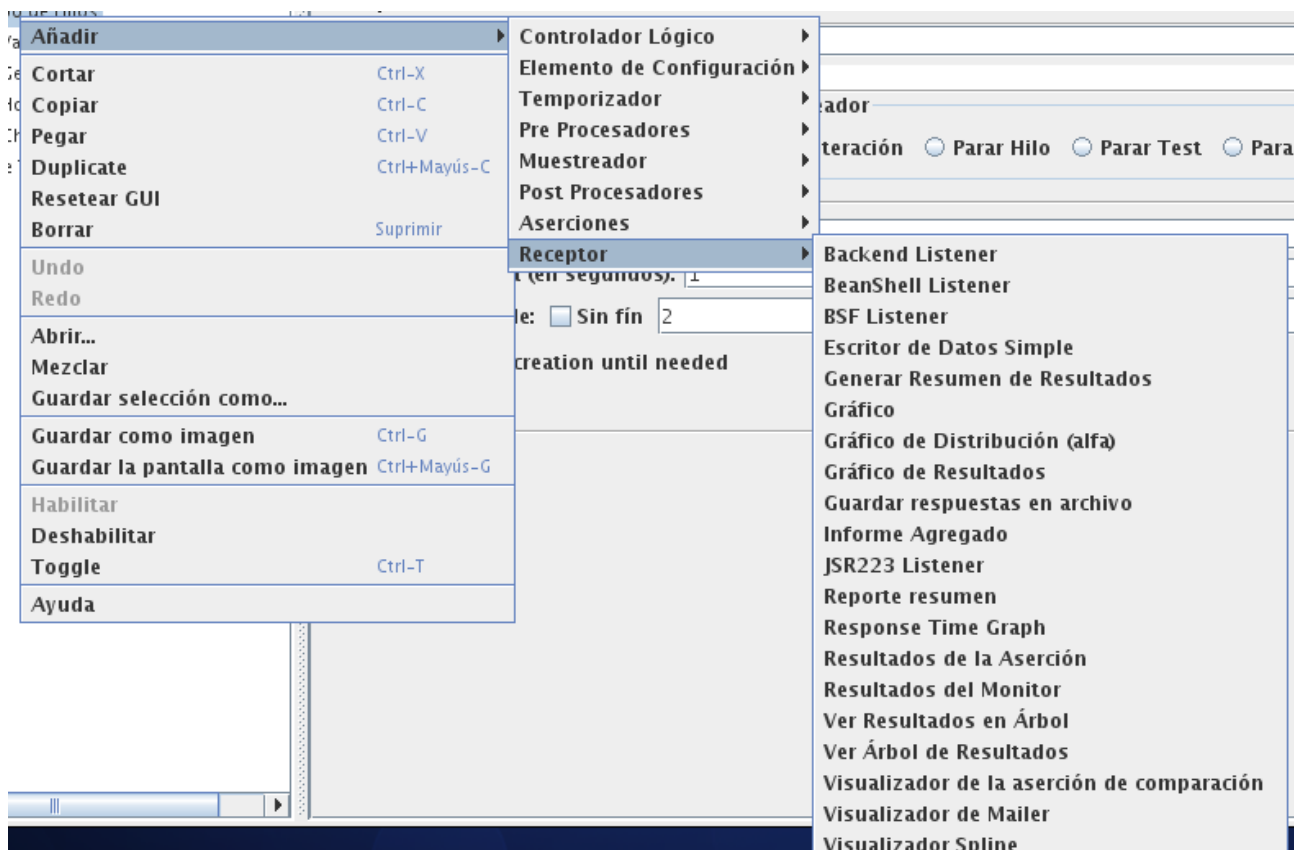 Añadir
Cortar Ctrl-X
Copiar Ctrl-C
Pegar Ctrl-V
Duplicate Ctrl+Mayús-C
Resetear GUI
Borrar Suprimir
Undo
Redo
Abrir...
Mezclar
Guardar selección como...
Guardar como imagen Ctrl-G
Guardar la pantalla como imagen Ctrl+Mayús-G
Habilitar
Deshabilitar
Toggle Ctrl-T
Ayuda
Controlador Lógico
Elemento de Configuración
Temporizador
Pre Procesadores
Muestreador
Post Procesadores
Aserciones
Receptor
eador
teración Parar Hilo Parar Test Para
(en segundos): 1
de: Sin fín 2
creation until needed
Backend Listener
BeanShell Listener
BSF Listener
Escritor de Datos Simple
Generar Resumen de Resultados
Gráfico
Gráfico de Distribución (alfa)
Gráfico de Resultados
Guardar respuestas en archivo
Informe Agregado
JSR223 Listener
Reporte resumen
Response Time Graph
Resultados de la Aserción
Resultados del Monitor
Ver Resultados en Árbol
Ver Árbol de Resultados
Visualizador de la aserción de comparación
Visualizador de Mailer
Visualizador Spline